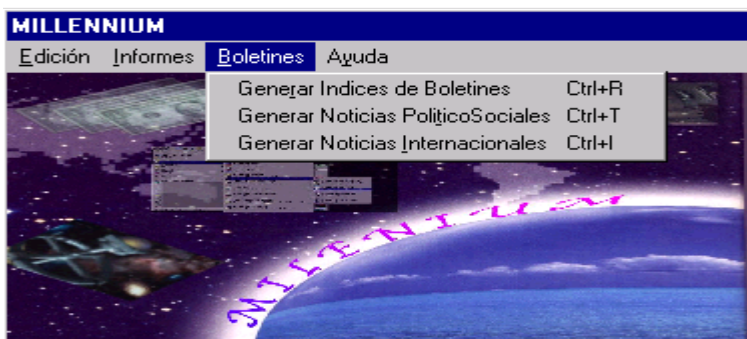 MILLENNIUM
Edición Informes Boletines Ayuda
Generar Indices de Boletines Ctrl+R
Generar Noticias PolíticoSociales Ctrl+T
Generar Noticias Internacionales Ctrl+I
MILENIUM